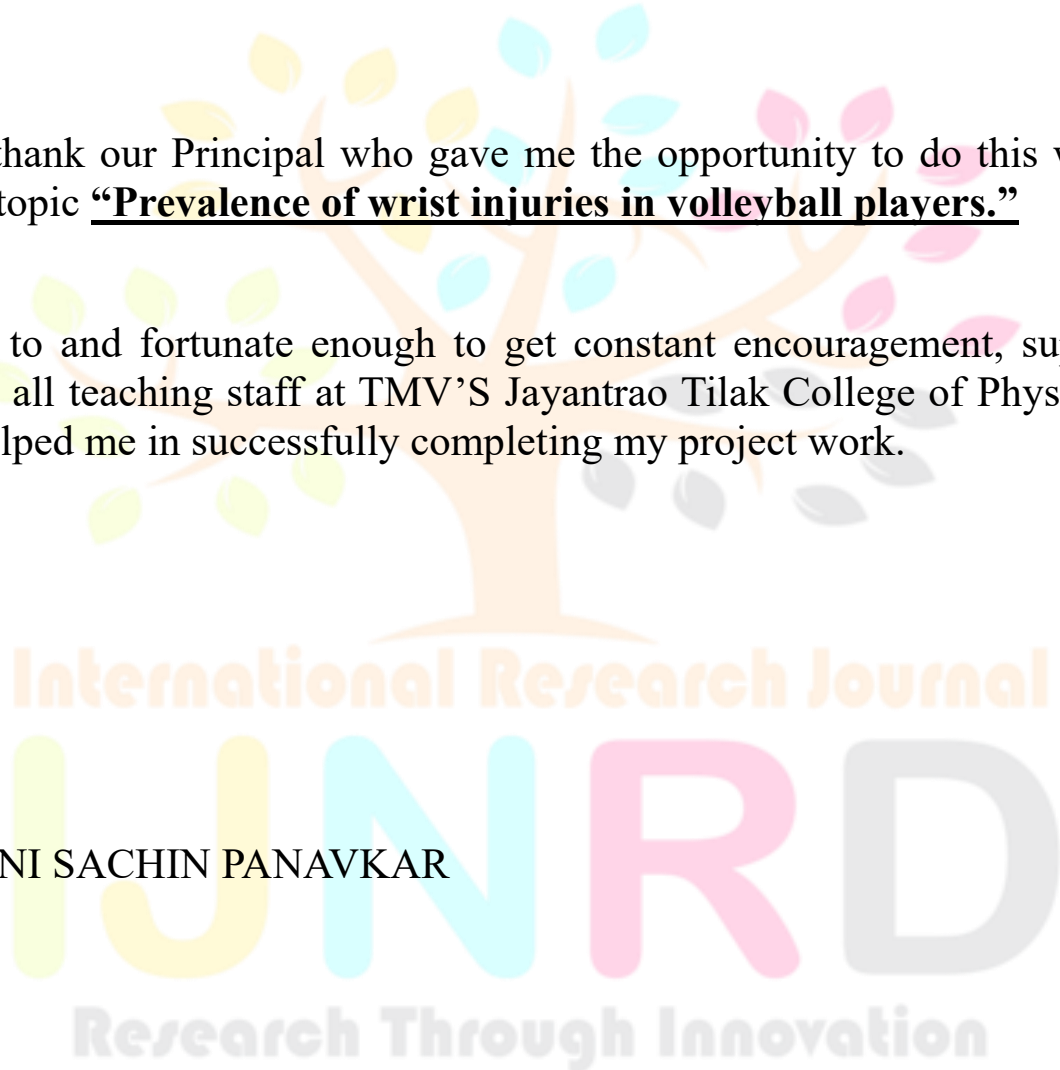 thank our Principal who gave me the opportunity to do this
topic “Prevalence of wrist injuries in volleyball players.”
to and fortunate enough to get constant encouragement,
all teaching staff at TMV’S Jayantrao Tilak College of
me in successfully completing my project work.
SACHIN PANAVKAR
International Research Journal
IJNRD
Research Through Innovation